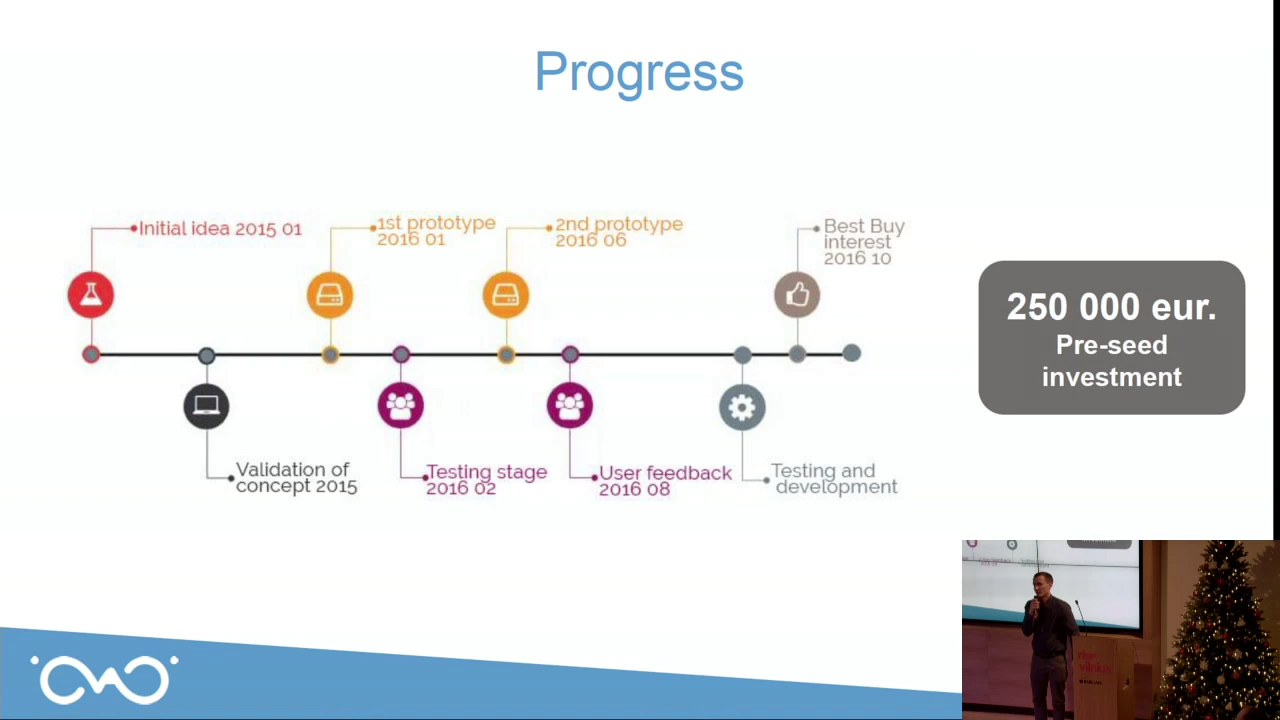 Progress
Initial idea 2015 01
1st prototype
2016 01
2nd prototype
2016 06
Best Buy
interest
2016 10
250 000 eur.
Pre-seed
investment
Validation of
concept 2015
Testing stage
2016 02
User feedback
2016 08
Testing and
development
rise
vilnius